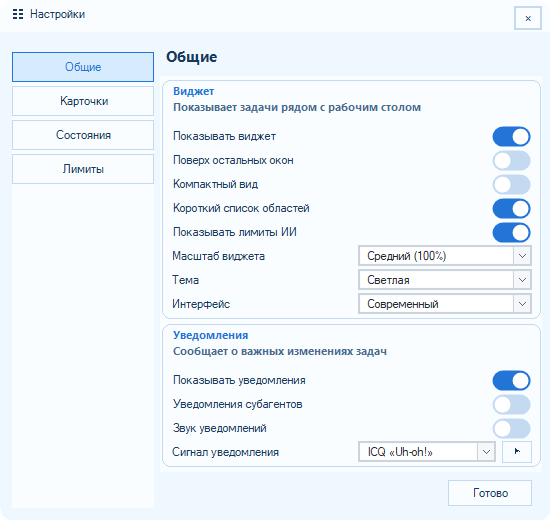 Настройки
Общие
Карточки
Состояния
Лимиты
Общие
Виджет
Показывает задачи рядом с рабочим столом
Показывать виджет
Поверх остальных окон
Компактный вид
Короткий список областей
Показывать лимиты ИИ
Масштаб виджета Средний (100%)
Тема Светлая
Интерфейс Современный
Уведомления
Сообщает о важных изменениях задач
Показывать уведомления
Уведомления субагентов
Звук уведомлений
Сигнал уведомления ICQ «Uh-oh!»
Готово